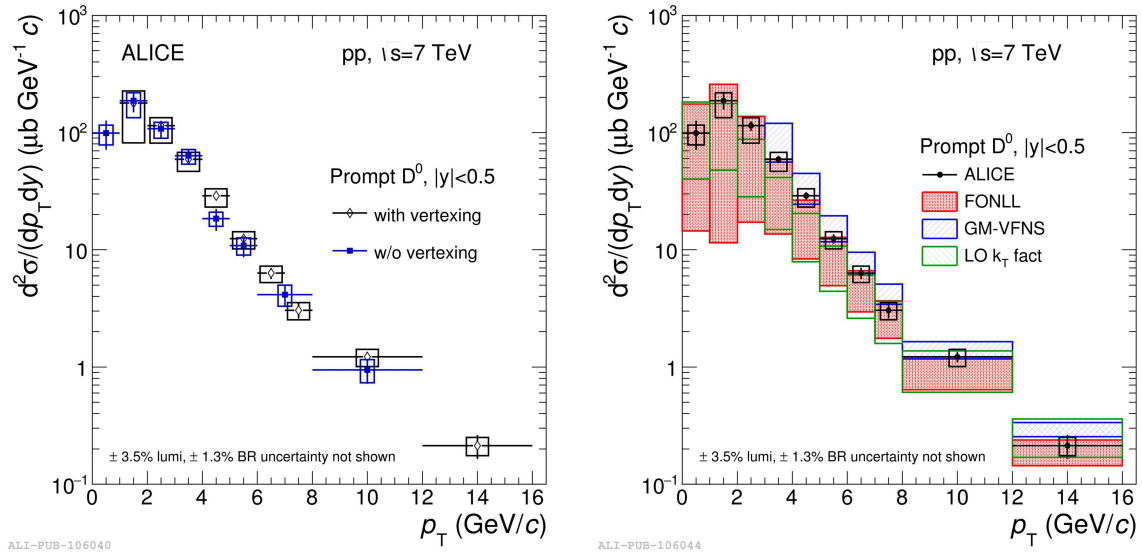 d²σ/(dp_T dy) (μb GeV⁻¹ c)
10³
10²
10
1
10⁻¹
ALICE
pp, √s=7 TeV
Prompt D⁰, |y|<0.5
with vertexing
w/o vertexing
± 3.5% lumi, ± 1.3% BR uncertainty not shown
0 2 4 6 8 10 12 14 16
p_T (GeV/c)
ALI-PUB-106040
d²σ/(dp_T dy) (μb GeV⁻¹ c)
10³
10²
10
1
10⁻¹
pp, √s=7 TeV
Prompt D⁰, |y|<0.5
ALICE
FONLL
GM-VFNS
LO k_T fact
± 3.5% lumi, ± 1.3% BR uncertainty not shown
0 2 4 6 8 10 12 14 16
p_T (GeV/c)
ALI-PUB-106044